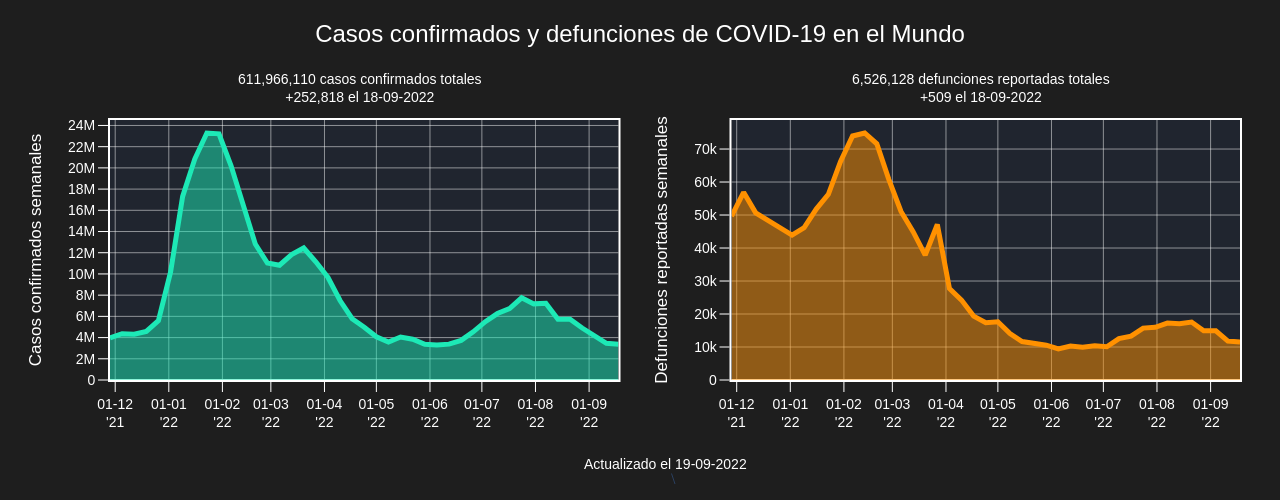 Casos confirmados y defunciones de COVID-19 en el Mundo
611,966,110 casos confirmados totales
+252,818 el 18-09-2022
Casos confirmados semanales
24M
22M
20M
18M
16M
14M
12M
10M
8M
6M
4M
2M
0
01-12 01-01 01-02 01-03 01-04 01-05 01-06 01-07 01-08 01-09
'21 '22 '22 '22 '22 '22 '22 '22 '22 '22
6,526,128 defunciones reportadas totales
+509 el 18-09-2022
Defunciones reportadas semanales
70k
60k
50k
40k
30k
20k
10k
0
01-12 01-01 01-02 01-03 01-04 01-05 01-06 01-07 01-08 01-09
'21 '22 '22 '22 '22 '22 '22 '22 '22 '22
Actualizado el 19-09-2022
\